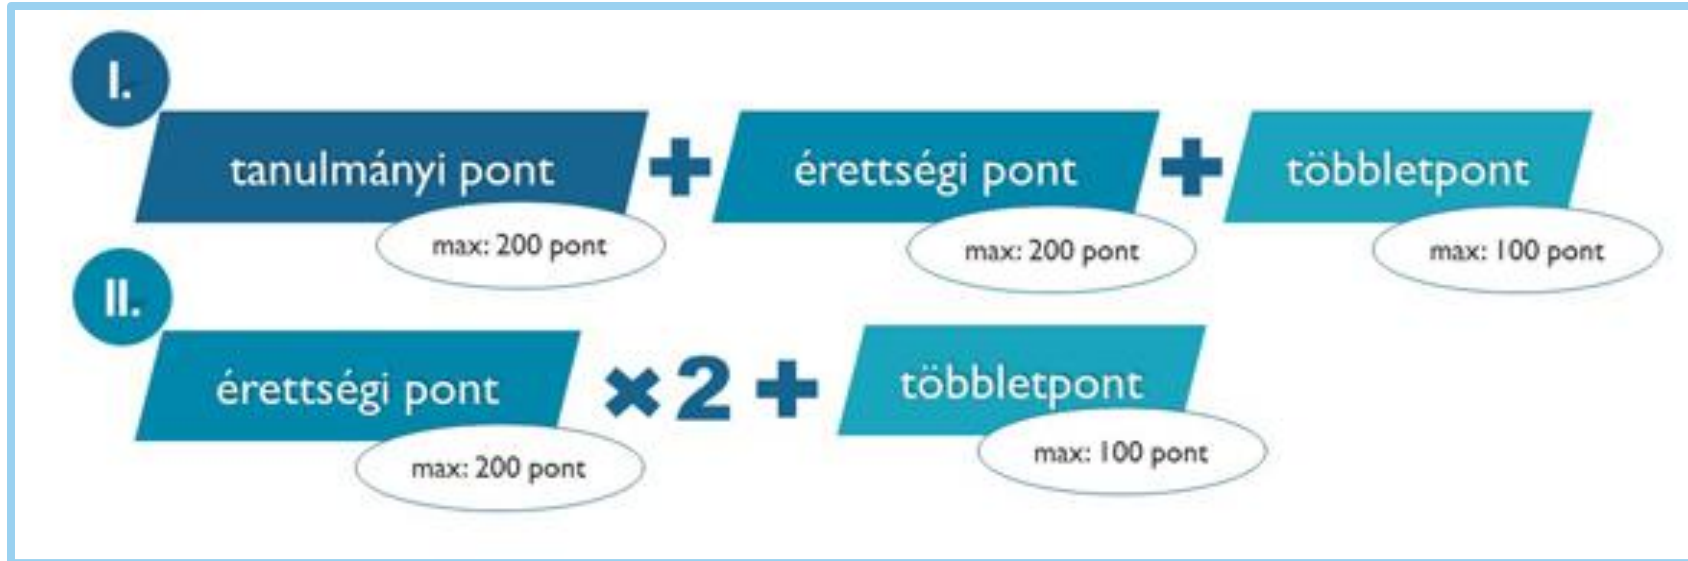 I.
tanulmányi pont + érettségi pont + többletpont
max: 200 pont max: 200 pont max: 100 pont
II.
érettségi pont ×2 + többletpont
max: 200 pont max: 100 pont